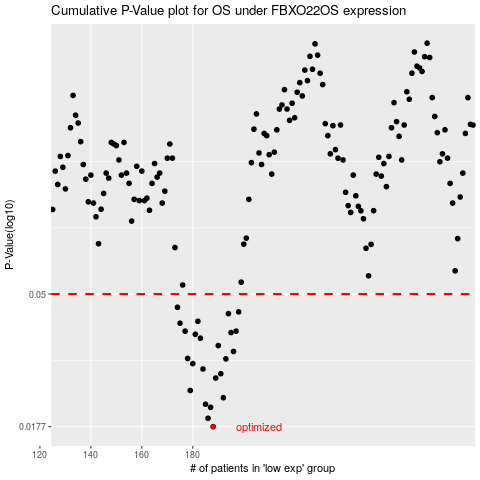 Cumulative P-Value plot for OS under FBXO22OS expression
P-Value(log10)
0.05
0.0177
optimized
120 140 160 180
# of patients in 'low exp' group